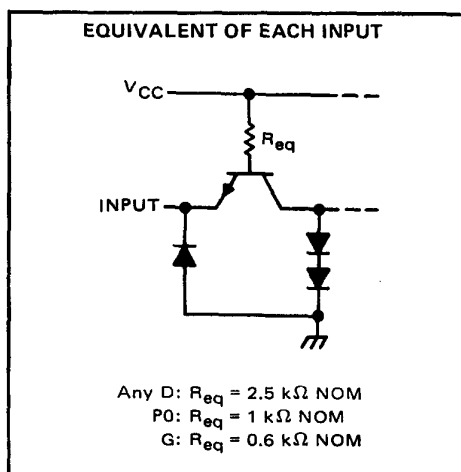 EQUIVALENT OF EACH INPUT
VCC
Req
INPUT
Any D: Req = 2.5 kΩ NOM
P0: Req = 1 kΩ NOM
G: Req = 0.6 kΩ NOM